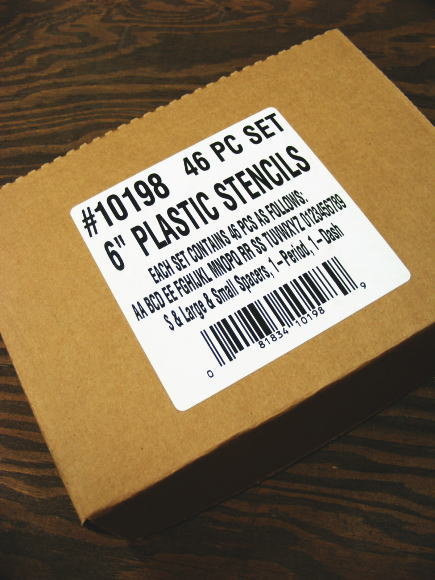 #10198 46 PC SET
6" PLASTIC STENCILS
EACH SET CONTAINS 46 PCS AS FOLLOWS:
AA BCD EE FGHIJKL MNOPQ RR SS TUVWXYZ 0123456789
$ & Large & Small Spacers, 1-Period, 1-Dash
0 81834 10198 9